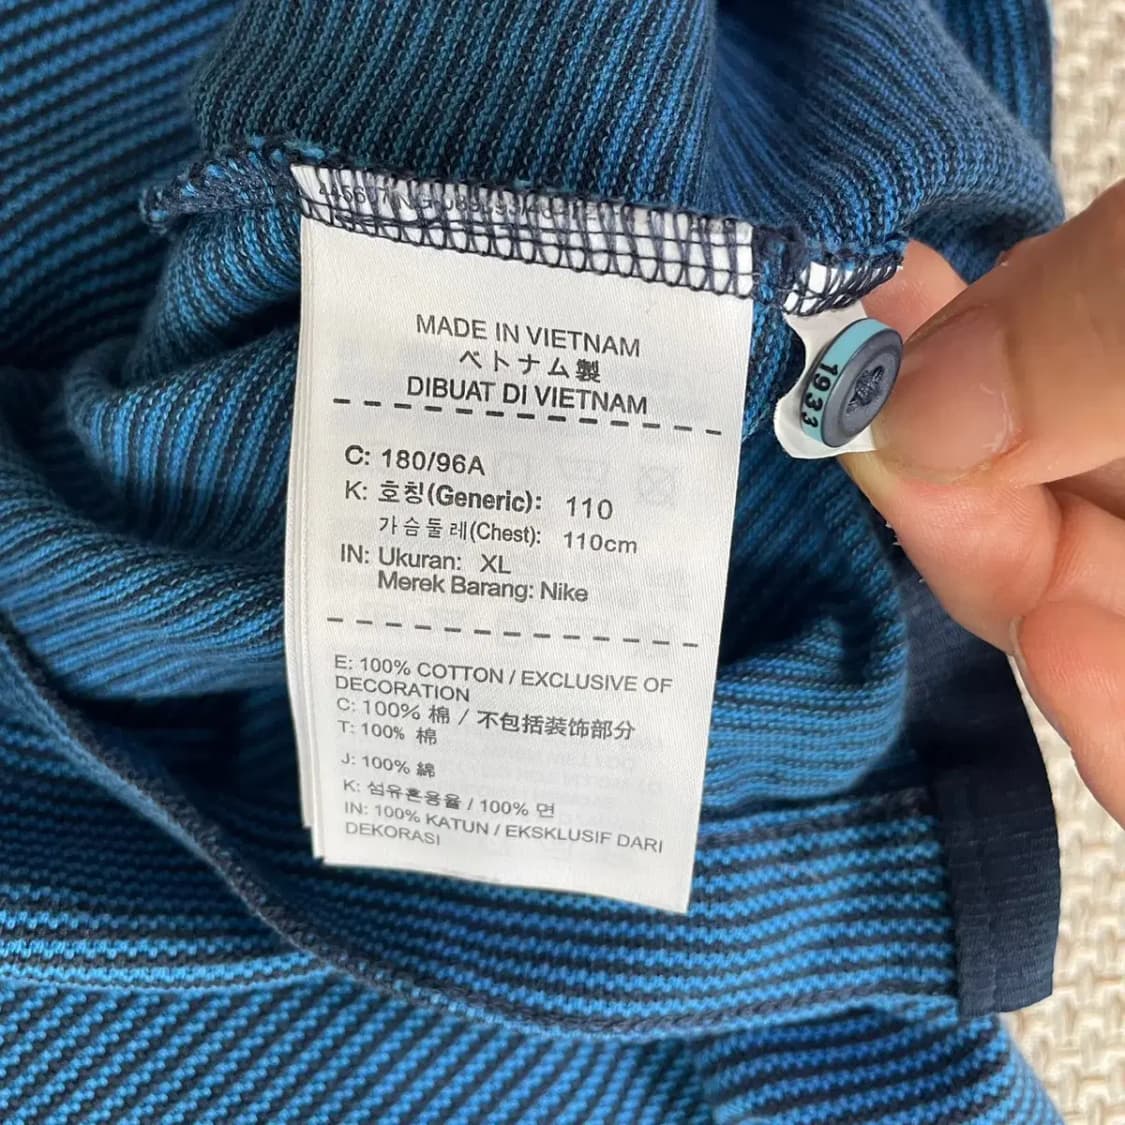 MADE IN VIETNAM
ベトナム製
DIBUAT DI VIETNAM
C: 180/96A
K: 호칭(Generic): 110
가슴둘레(Chest): 110cm
IN: Ukuran: XL
Merek Barang: Nike
E: 100% COTTON / EXCLUSIVE OF
DECORATION
C: 100% 棉 / 不包括装饰部分
T: 100% 棉
J: 100% 綿
K: 섬유혼용율 / 100% 면
IN: 100% KATUN / EKSKLUSIF DARI
DEKORASI
1933